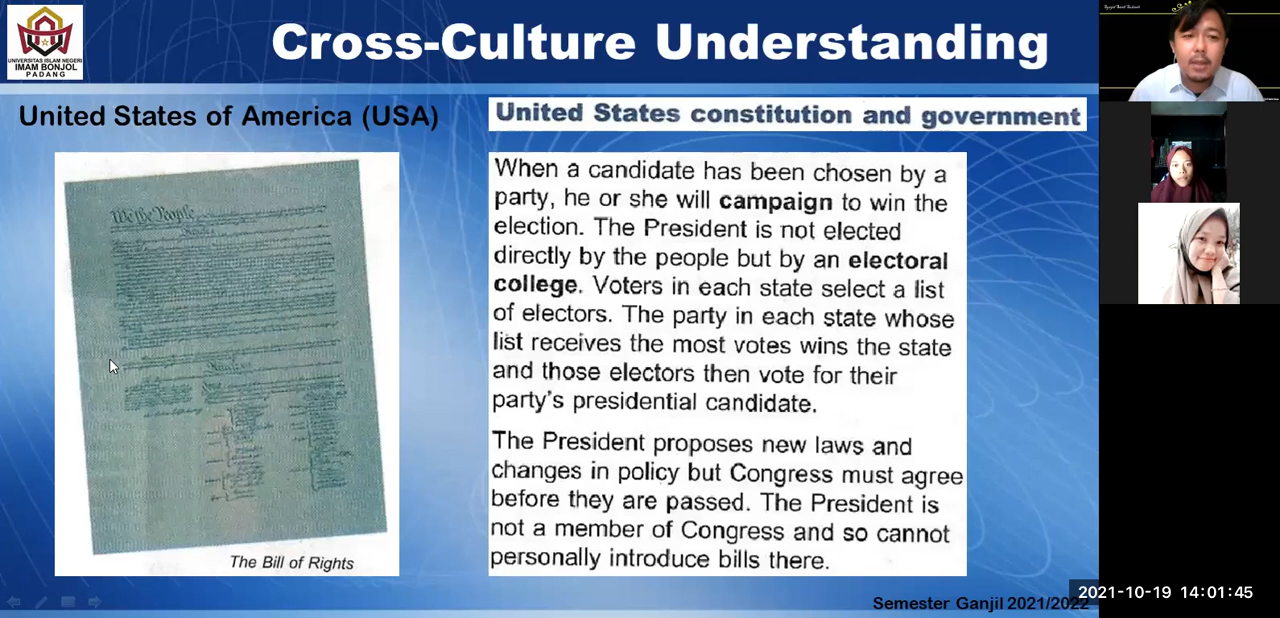 Cross-Culture Understanding
UNIVERSITAS ISLAM NEGERI
IMAM BONJOL
PADANG
United States of America (USA)
United States constitution and government
We the People
The Bill of Rights
When a candidate has been chosen by a
party, he or she will campaign to win the
election. The President is not elected
directly by the people but by an electoral
college. Voters in each state select a list
of electors. The party in each state whose
list receives the most votes wins the state
and those electors then vote for their
party's presidential candidate.
The President proposes new laws and
changes in policy but Congress must agree
before they are passed. The President is
not a member of Congress and so cannot
personally introduce bills there.
Semester Ganjil 2021/2022
2021-10-19 14:01:45